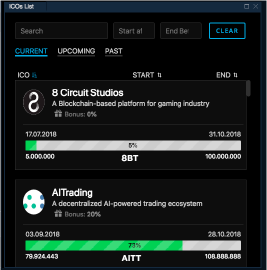 ICOs List
Search Start af End Be CLEAR
CURRENT UPCOMING PAST
ICO START END
8 Circuit Studios
A Blockchain-based platform for gaming industry
Bonus: 6%
17.07.2018 31.10.2018
5%
5.000.000 8BT 100.000.000
AITrading
A decentralized AI-powered trading ecosystem
Bonus: 20%
03.09.2018 28.10.2018
73%
79.924.443 AITT 108.888.888